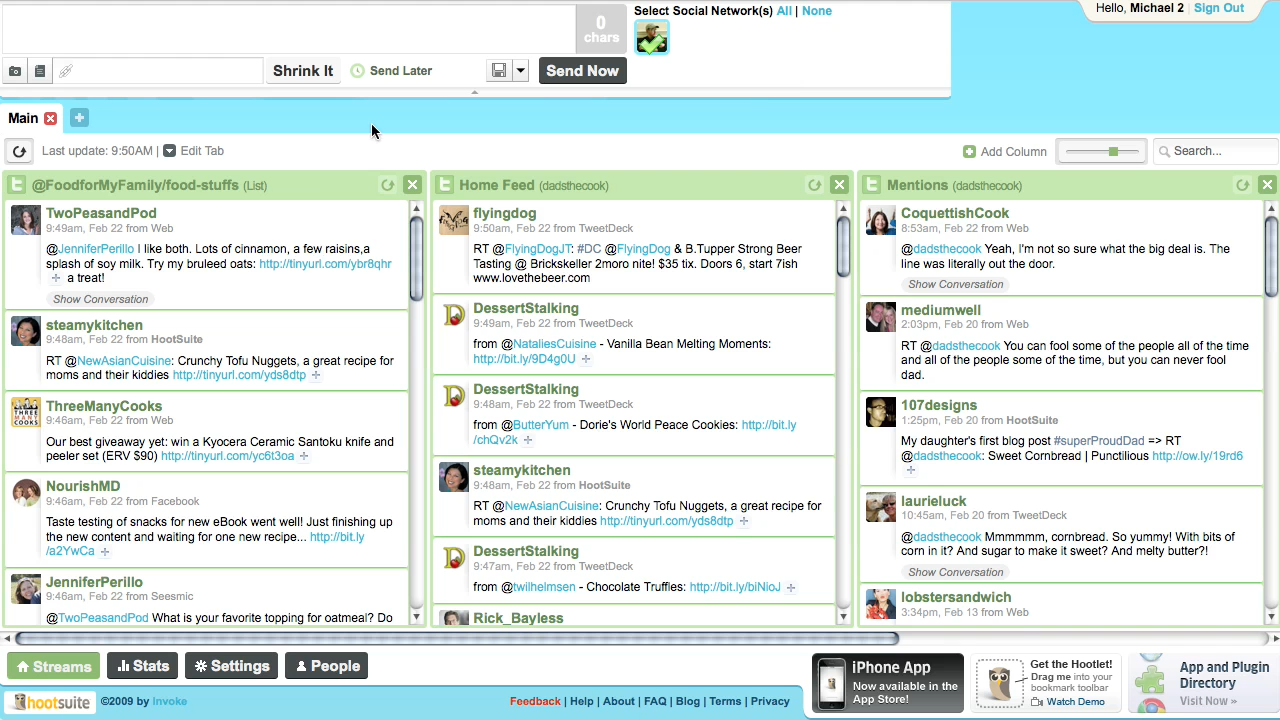 0
chars
Select Social Network(s) All | None
Hello, Michael 2 | Sign Out
Shrink It
Send Later
Send Now
Main
Last update: 9:50AM |
Edit Tab
Add Column
Search...
@FoodforMyFamily/food-stuffs (List)
TwoPeasandPod
9:49am, Feb 22 from Web
@JenniferPerillo I like both. Lots of cinnamon, a few raisins,a
splash of soy milk. Try my bruleed oats: http://tinyurl.com/ybr8qhr
a treat!
Show Conversation
steamykitchen
9:48am, Feb 22 from HootSuite
RT @NewAsianCuisine: Crunchy Tofu Nuggets, a great recipe for
moms and their kiddies http://tinyurl.com/yds8dtp
ThreeManyCooks
9:46am, Feb 22 from Web
Our best giveaway yet: win a Kyocera Ceramic Santoku knife and
peeler set (ERV $90) http://tinyurl.com/yc6t3oa
NourishMD
9:46am, Feb 22 from Facebook
Taste testing of snacks for new e5ook went well! Just finishing up
the new content and waiting for one new recipe... http://bit.ly
/a2YwCa
JenniferPerillo
9:46am, Feb 22 from Seesmic
@TwoPeasandPod What is your favorite topping for oatmeal? Do
Home Feed (dadsthecook)
flyingdog
9:50am, Feb 22 from TweetDeck
RT @FlyingDogJT: #DC @FlyingDog & B.Tupper Strong Beer
Tasting @ Brickskeller 2moro nite! $35 tix. Doors 6, start 7ish
www.lovethebeer.com
DessertStalking
9:49am, Feb 22 from TweetDeck
from @NataliesCuisine - Vanilla Bean Melting Moments:
http://bit.ly/9D4g0U
DessertStalking
9:48am, Feb 22 from TweetDeck
from @ButterYum - Dorie's World Peace Cookies: http://bit.ly
/chQv2k
steamykitchen
9:48am, Feb 22 from HootSuite
RT @NewAsianCuisine: Crunchy Tofu Nuggets, a great recipe for
moms and their kiddies http://tinyurl.com/yds8dtp
DessertStalking
9:47am, Feb 22 from TweetDeck
from @twilhelmsen - Chocolate Truffles: http://bit.ly/biNioJ
Rick_Bayless
Mentions (dadsthecook)
CoquettishCook
8:53am, Feb 22 from Web
@dadsthecook Yeah, I'm not so sure what the big deal is. The
line was literally out the door.
Show Conversation
mediumwell
2:03pm, Feb 20 from Web
RT @dadsthecook You can fool some of the people all of the time
and all of the people some of the time, but you can never fool
dad.
107designs
1:25pm, Feb 20 from HootSuite
My daughter's first blog post #superProudDad => RT
@dadsthecook: Sweet Cornbread | Punctilious http://ow.ly/19rd6
laurieluck
10:45am, Feb 20 from TweetDeck
@dadsthecook Mmmmmm, cornbread. So yummy! With bits of
corn in it? And sugar to make it sweet? And melty butter?!
Show Conversation
lobstersandwich
3:34pm, Feb 13 from Web
Streams
Stats
Settings
People
iPhone App
Now available in the
App Store!
Get the Hootlet!
Drag me into your
bookmark toolbar
Watch Demo
App and Plugin
Directory
Visit Now »
hootsuite
©2009 by Invoke
Feedback | Help | About | FAQ | Blog | Terms | Privacy
THREE
MANY
COOKS